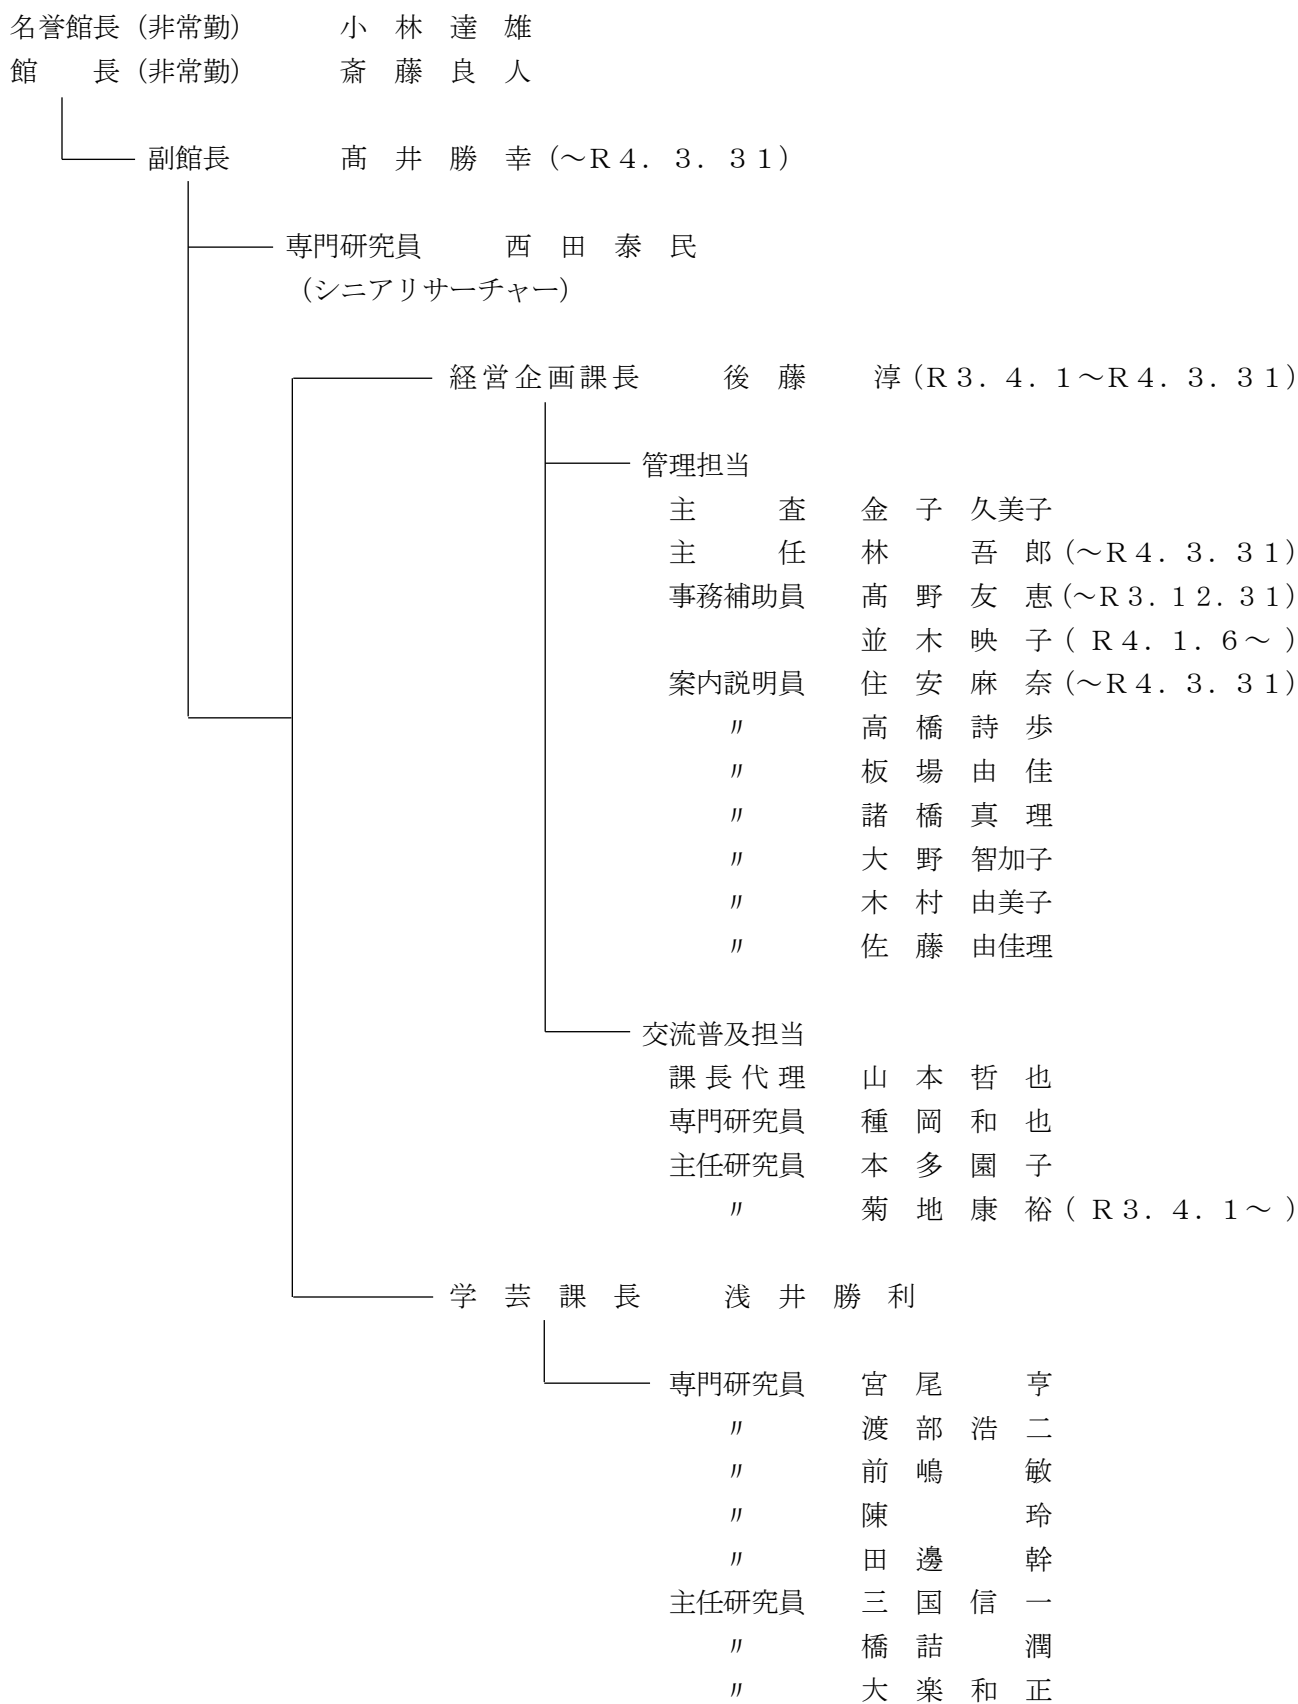 名誉館長（非常勤）　小　林　達　雄
館　　長（非常勤）　斎　藤　良　人
副館長　髙　井　勝　幸（～Ｒ４．３．３１）
専門研究員　西　田　泰　民
（シニアリサーチャー）
経営企画課長　後　藤　　淳（Ｒ３．４．１～Ｒ４．３．３１）
管理担当
主　　査　金　子　久美子
主　　任　林　　吾　郎（～Ｒ４．３．３１）
事務補助員　髙　野　友　恵（～Ｒ３．１２．３１）
並　木　映　子（ Ｒ４．１．６～ ）
案内説明員　住　安　麻　奈（～Ｒ４．３．３１）
〃　高　橋　詩　歩
〃　板　場　由　佳
〃　諸　橋　真　理
〃　大　野　智加子
〃　木　村　由美子
〃　佐　藤　由佳理
交流普及担当
課 長 代 理　山　本　哲　也
専門研究員　種　岡　和　也
主任研究員　本　多　園　子
〃　菊　地　康　裕（ Ｒ３．４．１～ ）
学　芸　課　長　浅　井　勝　利
専門研究員　宮　尾　　亨
〃　渡　部　浩　二
〃　前　嶋　　敏
〃　陳　　　玲
〃　田　邊　　幹
主任研究員　三　国　信　一
〃　橋　詰　　潤
〃　大　楽　和　正